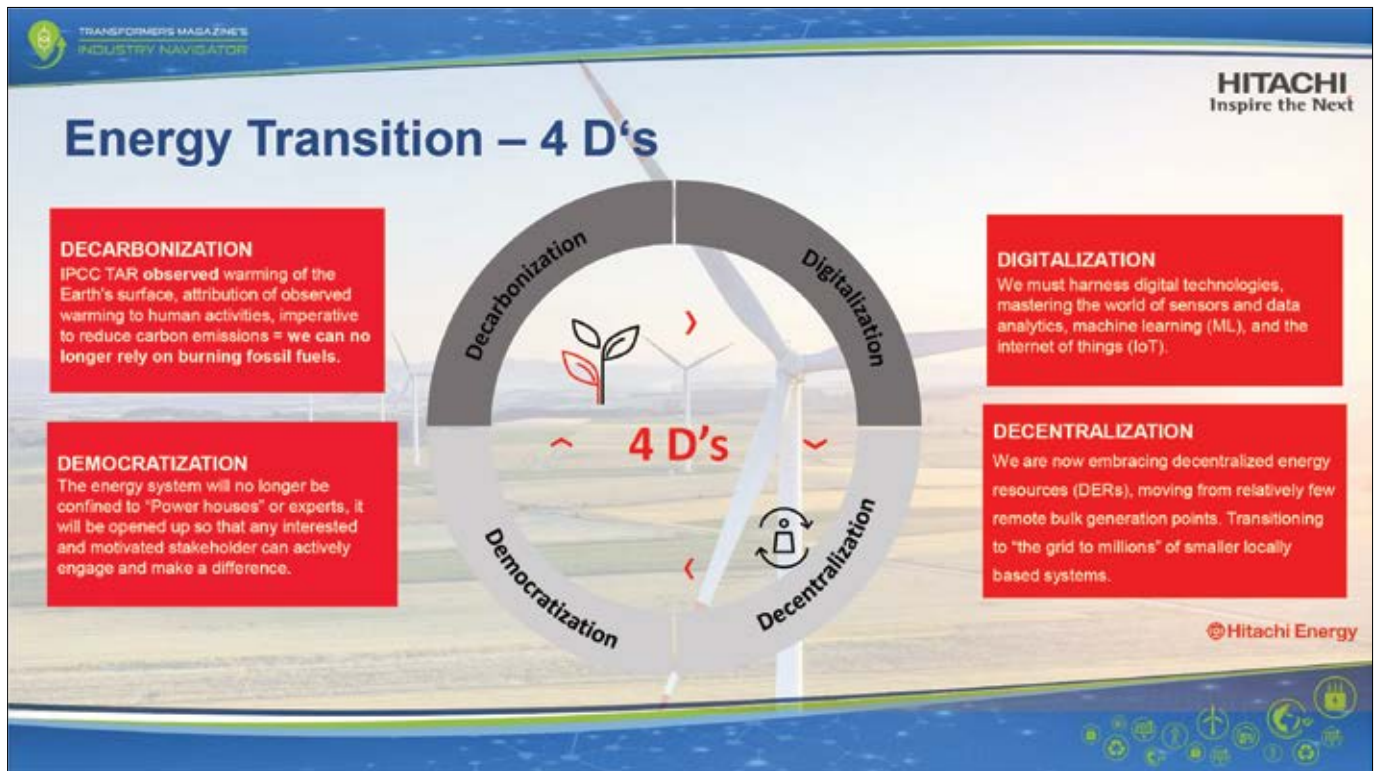 TRANSFORMERS MAGAZINE'S
INDUSTRY NAVIGATOR
HITACHI
Inspire the Next
Energy Transition – 4 D‘s
DECARBONIZATION
IPCC TAR observed warming of the
Earth's surface, attribution of observed
warming to human activities, imperative
to reduce carbon emissions = we can no
longer rely on burning fossil fuels.
DEMOCRATIZATION
The energy system will no longer be
confined to “Power houses” or experts, it
will be opened up so that any interested
and motivated stakeholder can actively
engage and make a difference.
Decarbonization
Digitalization
4 D’s
Democratization
Decentralization
DIGITALIZATION
We must harness digital technologies,
mastering the world of sensors and data
analytics, machine learning (ML), and the
internet of things (IoT).
DECENTRALIZATION
We are now embracing decentralized energy
resources (DERs), moving from relatively few
remote bulk generation points. Transitioning
to “the grid to millions” of smaller locally
based systems.
Hitachi Energy